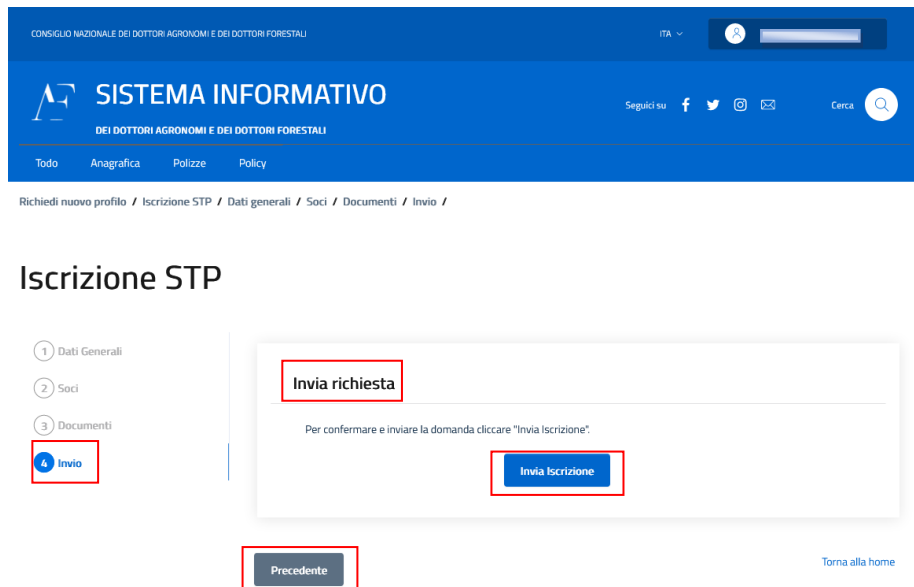 CONSIGLIO NAZIONALE DEI DOTTORI AGRONOMI E DEI DOTTORI FORESTALI
ITA
SISTEMA INFORMATIVO
DEI DOTTORI AGRONOMI E DEI DOTTORI FORESTALI
Seguici su
Cerca
Todo Anagrafica Polizze Policy
Richiedi nuovo profilo / Iscrizione STP / Dati generali / Soci / Documenti / Invio /
Iscrizione STP
1 Dati Generali
2 Soci
3 Documenti
4 Invio
Invia richiesta
Per confermare e inviare la domanda cliccare "Invia Iscrizione".
Invia Iscrizione
Precedente
Torna alla home